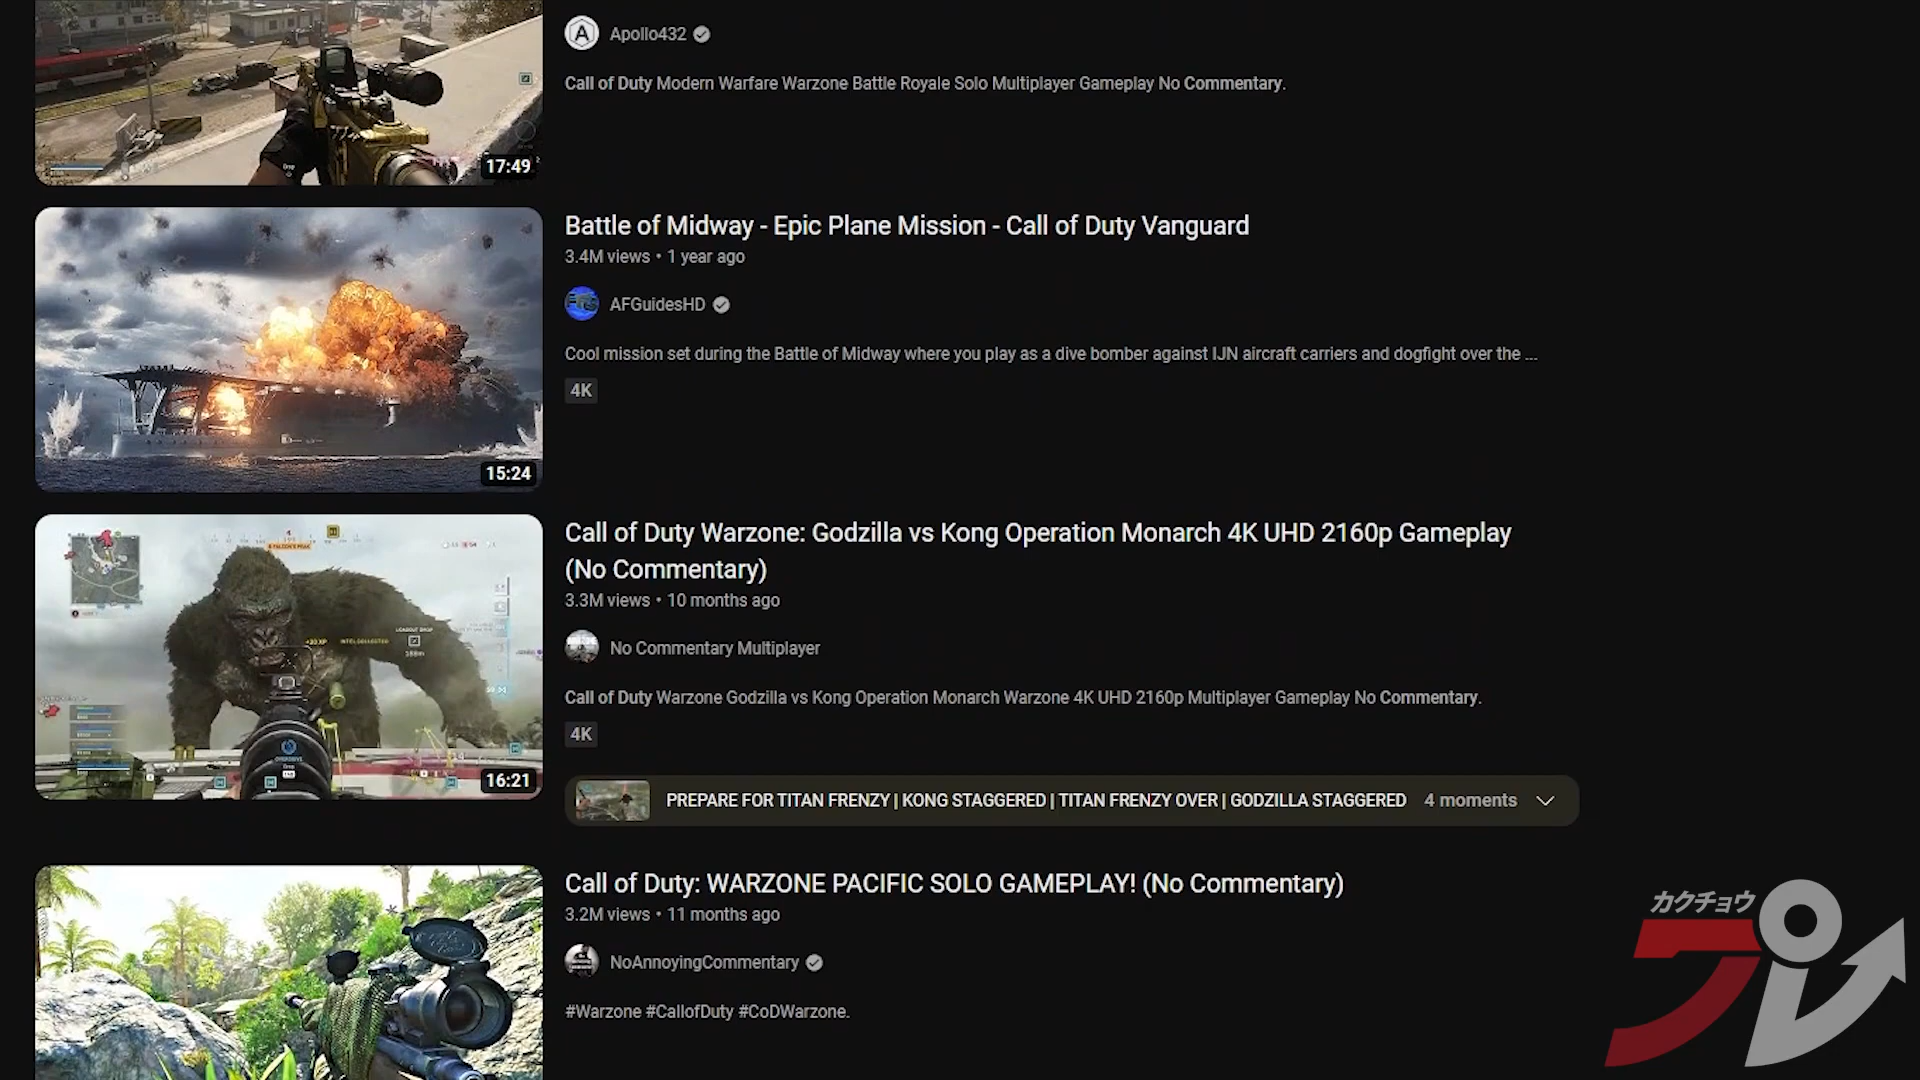 Apollo432
Call of Duty Modern Warfare Warzone Battle Royale Solo Multiplayer Gameplay No Commentary.
17:49
Battle of Midway - Epic Plane Mission - Call of Duty Vanguard
3.4M views • 1 year ago
AFGuidesHD
Cool mission set during the Battle of Midway where you play as a dive bomber against IJN aircraft carriers and dogfight over the ...
4K
15:24
Call of Duty Warzone: Godzilla vs Kong Operation Monarch 4K UHD 2160p Gameplay
(No Commentary)
3.3M views • 10 months ago
No Commentary Multiplayer
Call of Duty Warzone Godzilla vs Kong Operation Monarch Warzone 4K UHD 2160p Multiplayer Gameplay No Commentary.
4K
16:21
PREPARE FOR TITAN FRENZY | KONG STAGGERED | TITAN FRENZY OVER | GODZILLA STAGGERED 4 moments
Call of Duty: WARZONE PACIFIC SOLO GAMEPLAY! (No Commentary)
3.2M views • 11 months ago
NoAnnoyingCommentary
#Warzone #CallofDuty #CoDWarzone.
カクチョウ
プレ